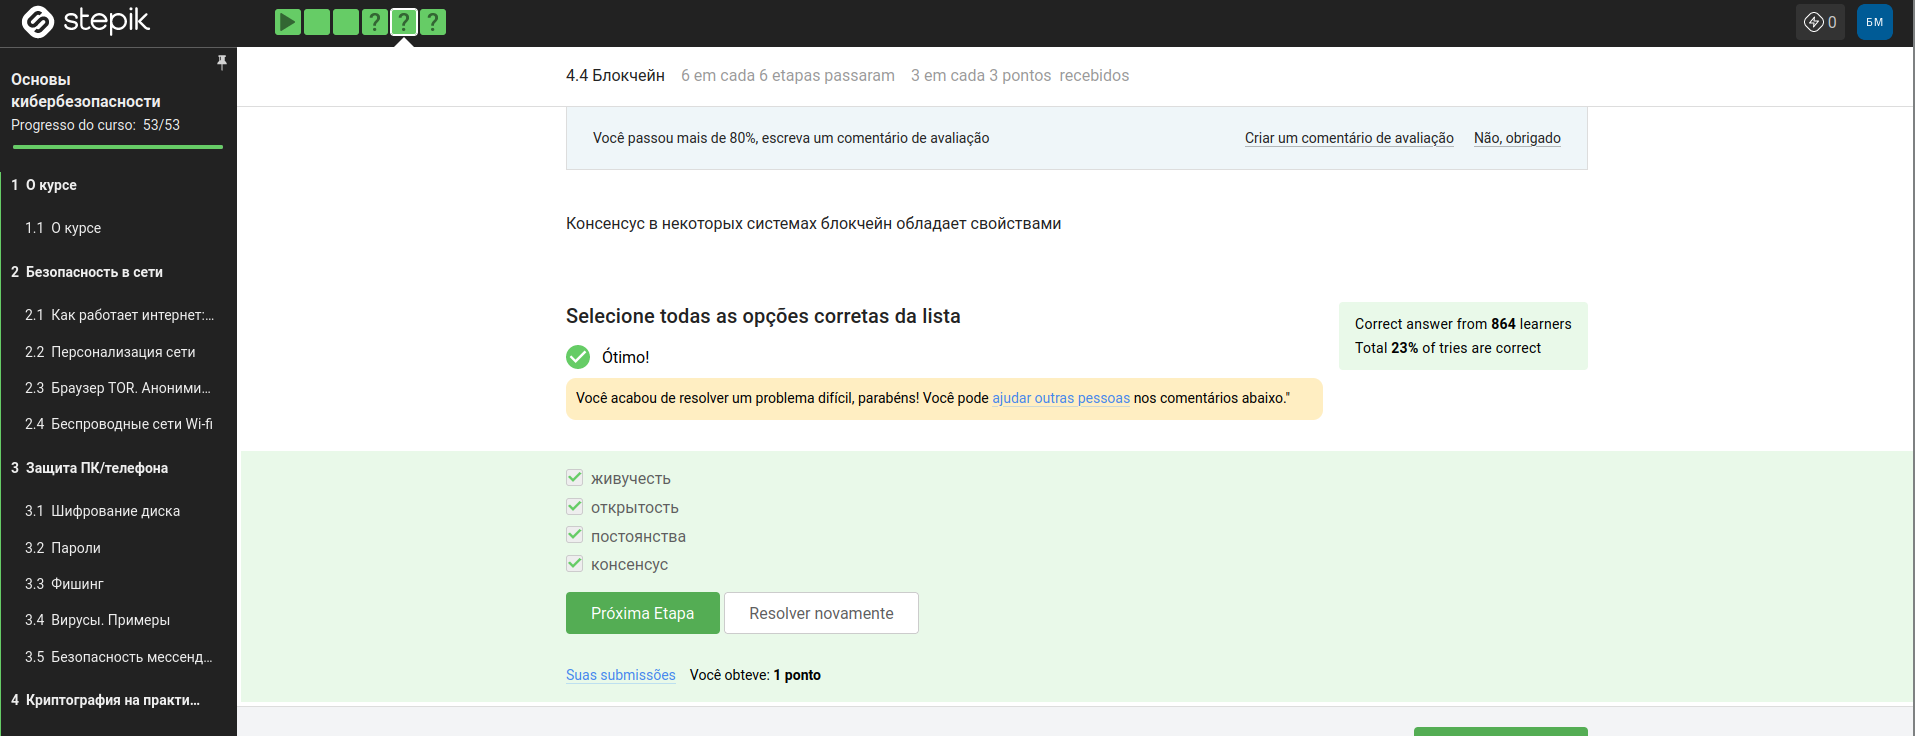 stepik
? ? ?
0
БМ
Основы
кибербезопасности
Progresso do curso: 53/53
1 О курсе
1.1 О курсе
2 Безопасность в сети
2.1 Как работает интернет:...
2.2 Персонализация сети
2.3 Браузер TOR. Аноними...
2.4 Беспроводные сети Wi-fi
3 Защита ПК/телефона
3.1 Шифрование диска
3.2 Пароли
3.3 Фишинг
3.4 Вирусы. Примеры
3.5 Безопасность мессенд...
4 Криптография на практи...
4.4 Блокчейн 6 em cada 6 etapas passaram 3 em cada 3 pontos recebidos
Você passou mais de 80%, escreva um comentário de avaliação Criar um comentário de avaliação Não, obrigado
Консенсус в некоторых системах блокчейн обладает свойствами
Selecione todas as opções corretas da lista
Ótimo!
Você acabou de resolver um problema difícil, parabéns! Você pode ajudar outras pessoas nos comentários abaixo."
Correct answer from 864 learners
Total 23% of tries are correct
живучесть
открытость
постоянства
консенсус
Próxima Etapa Resolver novamente
Suas submissões Você obteve: 1 ponto